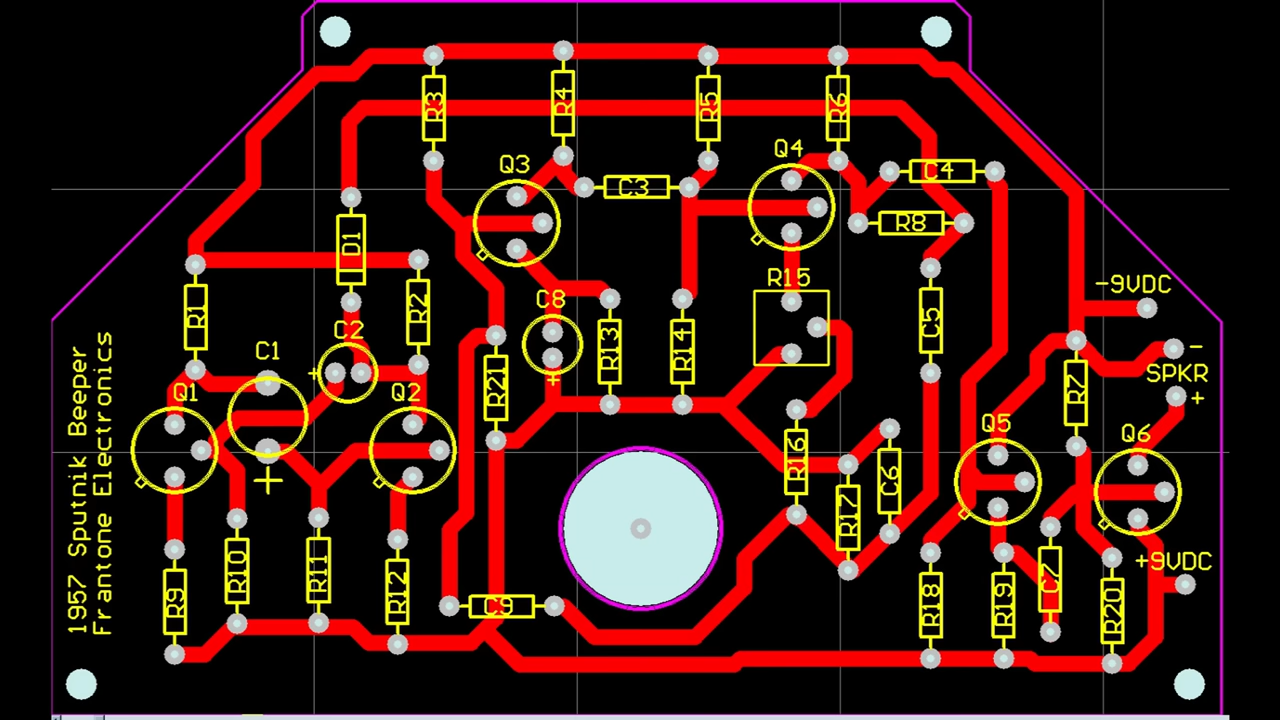 R3
R4
R5
R6
Q3
Q4
C3
C4
R8
D1
R15
-9VDC
R1
R2
C8
C5
C2
C1
+
R13
R14
-
SPKR
+
R21
+
R7
Q1
Q2
Q5
Q6
R16
C6
+
R17
1957 Sputnik Beeper
Frantone Electronics
+9VDC
R10
R11
R9
R12
C9
R18
R19
C7
R20